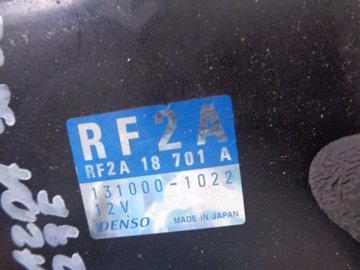 RF2A
RF2A 18 701 A
131000-1022
12V
DENSO MADE IN JAPAN